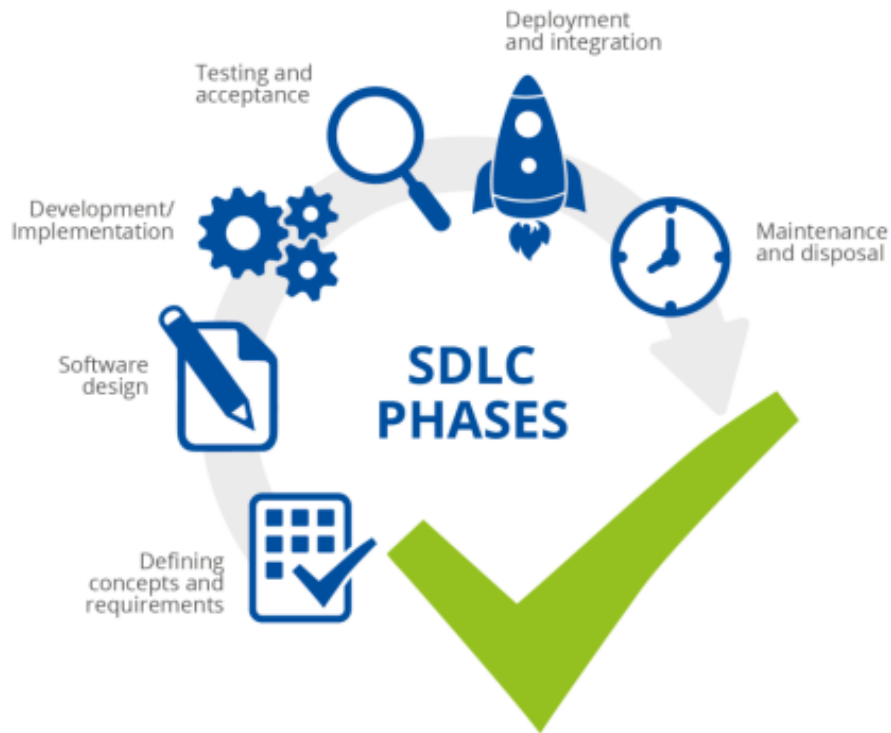 Deployment
and integration
Testing and
acceptance
Development/
Implementation
Maintenance
and disposal
Software
design
SDLC
PHASES
Defining
concepts and
requirements